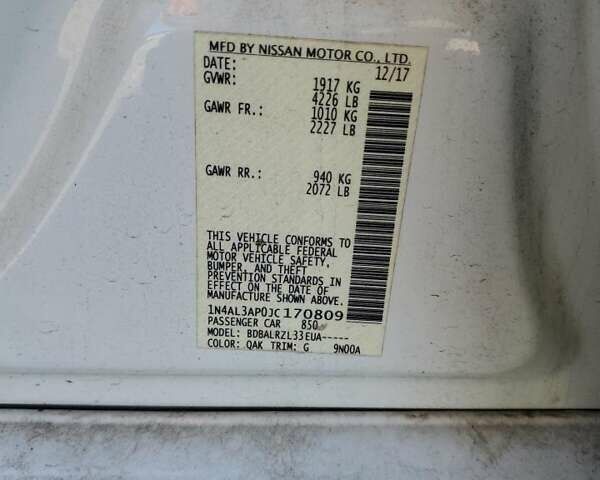 MFD BY NISSAN MOTOR CO., LTD.
DATE: 12/17
GVWR: 1917 KG
4226 LB
GAWR FR.: 1010 KG
2227 LB
GAWR RR.: 940 KG
2072 LB
THIS VEHICLE CONFORMS TO
ALL APPLICABLE FEDERAL
MOTOR VEHICLE SAFETY,
BUMPER, AND THEFT
PREVENTION STANDARDS IN
EFFECT ON THE DATE OF
MANUFACTURE SHOWN ABOVE.
1N4AL3AP0JC170809
PASSENGER CAR 850
MODEL: BDBALRZL33EUA-----
COLOR: QAK TRIM: G 9N00A